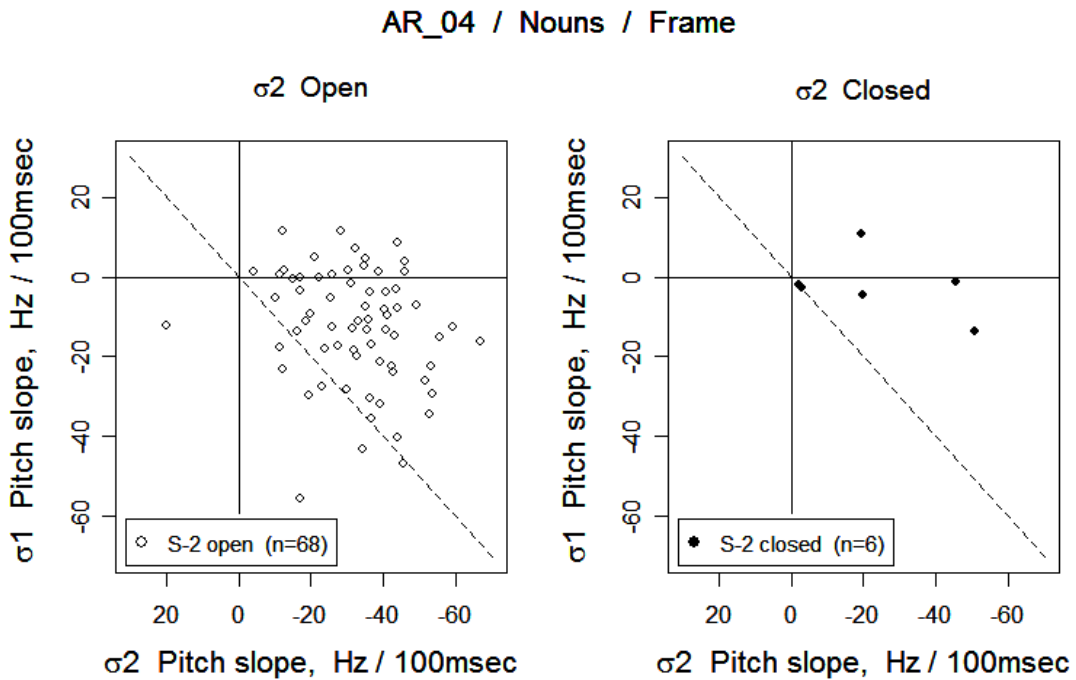 AR_04 / Nouns / Frame
σ2 Open
σ1 Pitch slope, Hz / 100msec
20
0
-20
-40
-60
S-2 open (n=68)
20 0 -20 -40 -60
σ2 Pitch slope, Hz / 100msec
σ2 Closed
σ1 Pitch slope, Hz / 100msec
20
0
-20
-40
-60
S-2 closed (n=6)
20 0 -20 -40 -60
σ2 Pitch slope, Hz / 100msec